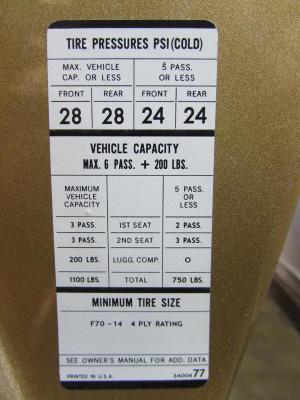 TIRE PRESSURES PSI(COLD)
MAX. VEHICLE 5 PASS.
CAP. OR LESS OR LESS
FRONT REAR FRONT REAR
28 28 24 24
VEHICLE CAPACITY
MAX. 6 PASS. + 200 LBS.
MAXIMUM 5 PASS.
VEHICLE OR
CAPACITY LESS
3 PASS. 1ST SEAT 2 PASS.
3 PASS. 2ND SEAT 3 PASS.
200 LBS. LUGG. COMP. O
1100 LBS. TOTAL 750 LBS.
MINIMUM TIRE SIZE
F70-14 4 PLY RATING
SEE OWNER'S MANUAL FOR ADD. DATA
PRINTED IN U.S.A. 3400477